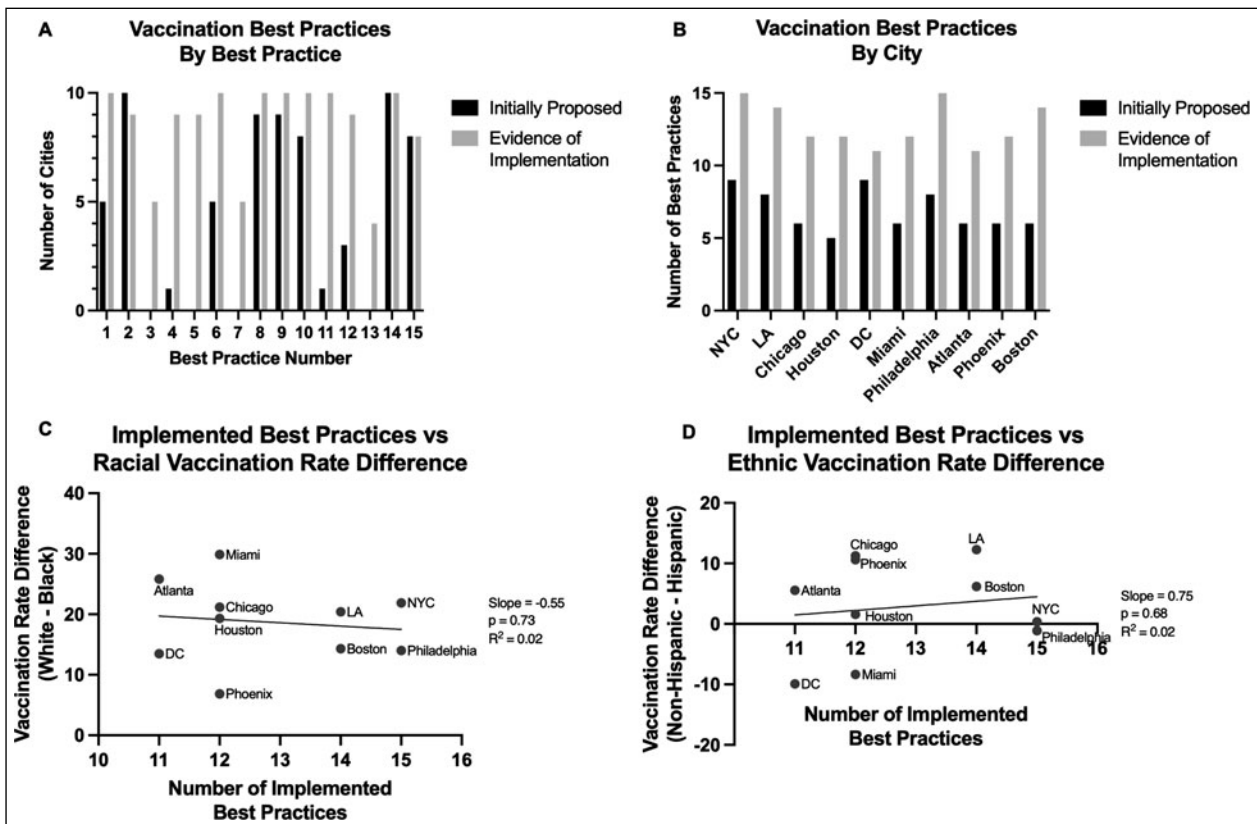 A
Vaccination Best Practices
By Best Practice
Number of Cities
10
5
0
1 2 3 4 5 6 7 8 9 10 11 12 13 14 15
Best Practice Number
Initially Proposed
Evidence of
Implementation
B
Vaccination Best Practices
By City
Number of Best Practices
15
10
5
0
NYC
LA
Chicago
Houston
DC
Miami
Philadelphia
Atlanta
Phoenix
Boston
Initially Proposed
Evidence of
Implementation
C
Implemented Best Practices vs
Racial Vaccination Rate Difference
Vaccination Rate Difference
(White - Black)
40
30
20
10
0
Miami
Atlanta
Chicago
Houston
DC
Phoenix
LA
Boston
NYC
Philadelphia
Slope = -0.55
p = 0.73
R² = 0.02
10 11 12 13 14 15 16
Number of Implemented
Best Practices
D
Implemented Best Practices vs
Ethnic Vaccination Rate Difference
Vaccination Rate Difference
(Non-Hispanic - Hispanic)
20
10
0
-10
-20
Chicago
Phoenix
Atlanta
Houston
DC
Miami
LA
Boston
NYC
Philadelphia
Slope = 0.75
p = 0.68
R² = 0.02
11 12 13 14 15 16
Number of Implemented
Best Practices